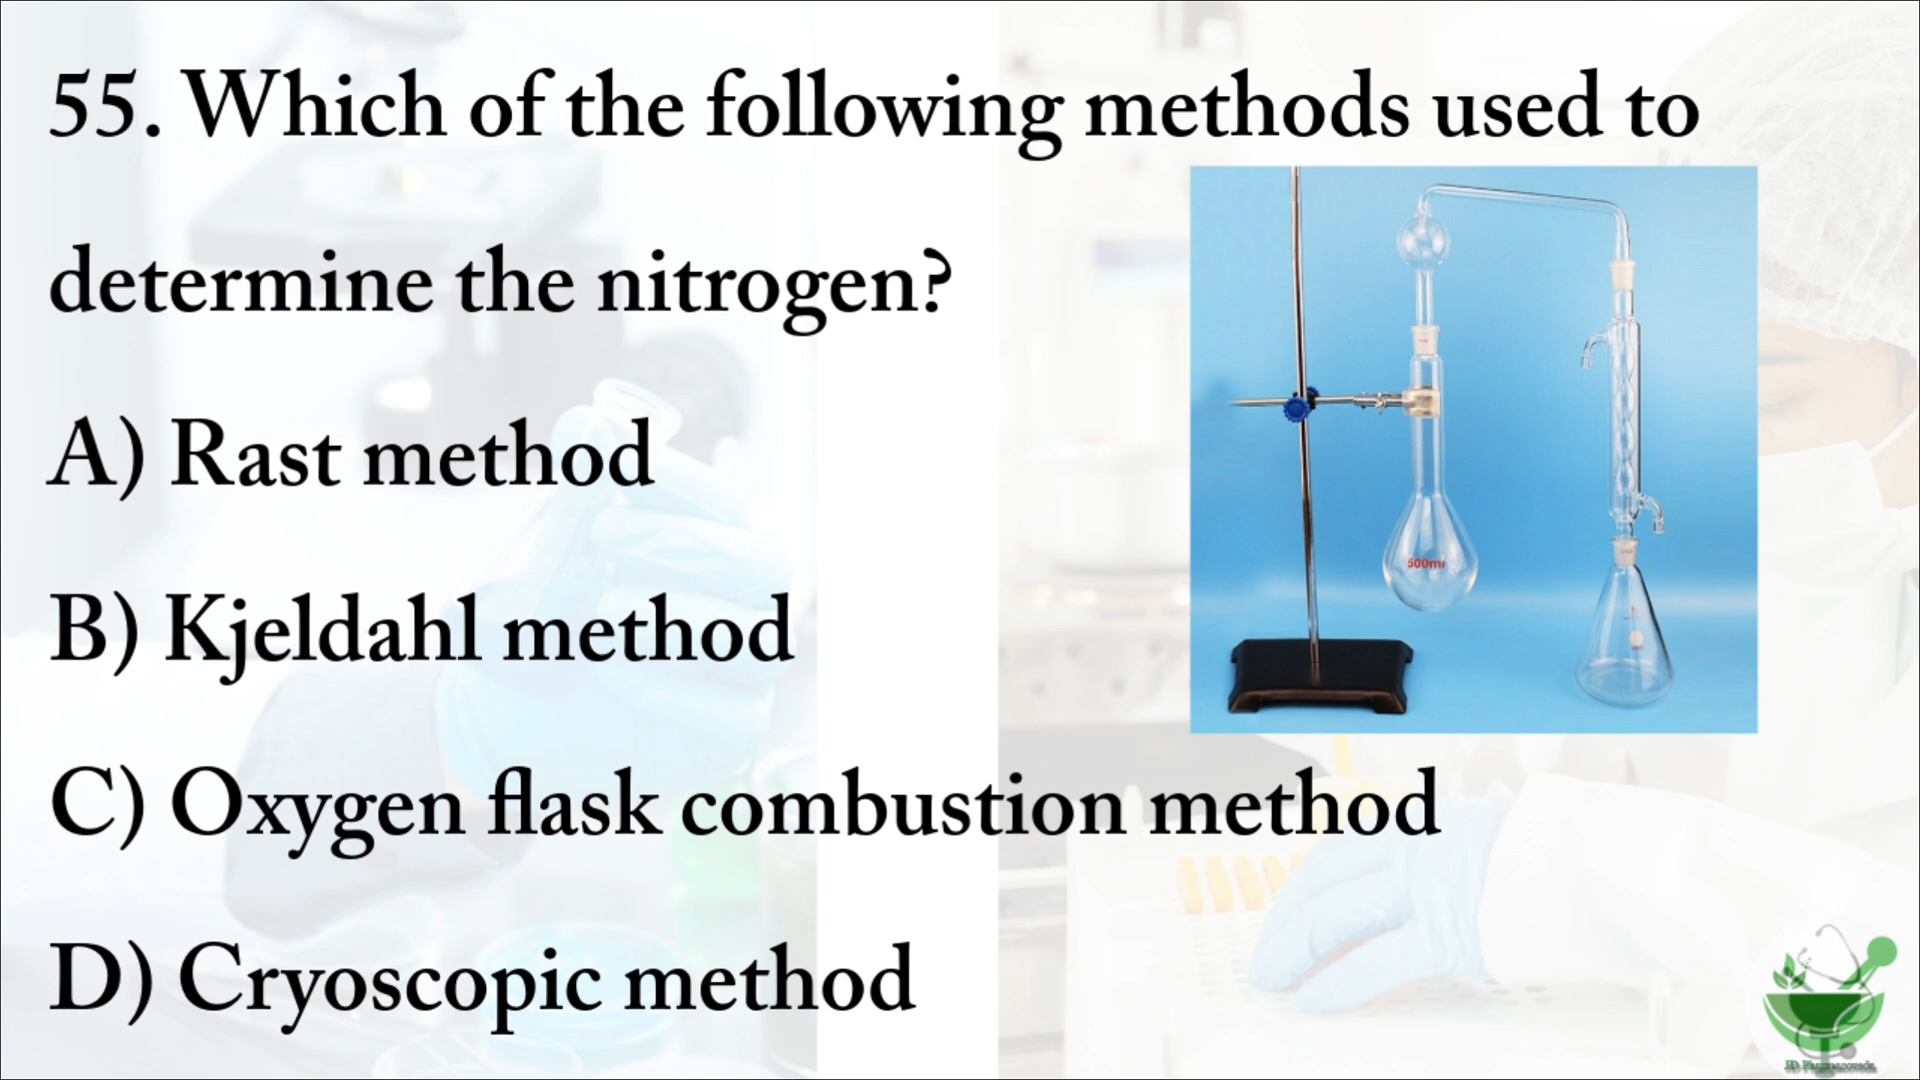 55. Which of the following methods used to
determine the nitrogen?
A) Rast method
B) Kjeldahl method
C) Oxygen flask combustion method
D) Cryoscopic method
500ml